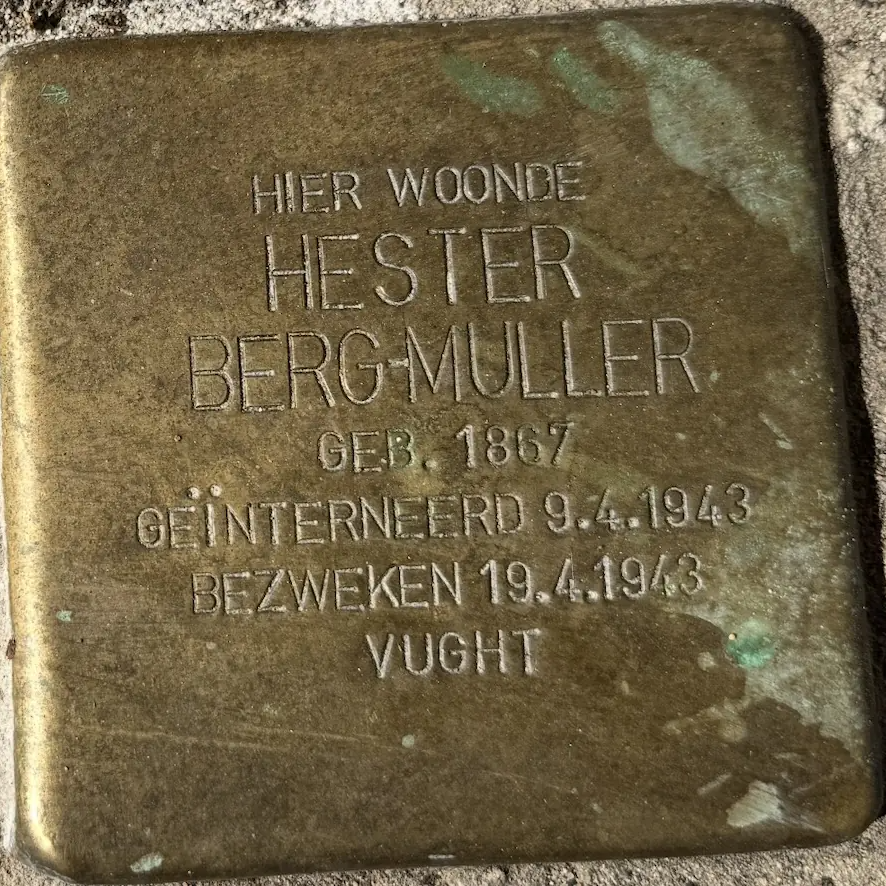 HIER WOONDE
HESTER
BERG-MULLER
GEB. 1867
GEÏNTERNEERD 9.4.1943
BEZWEKEN 19.4.1943
VUGHT